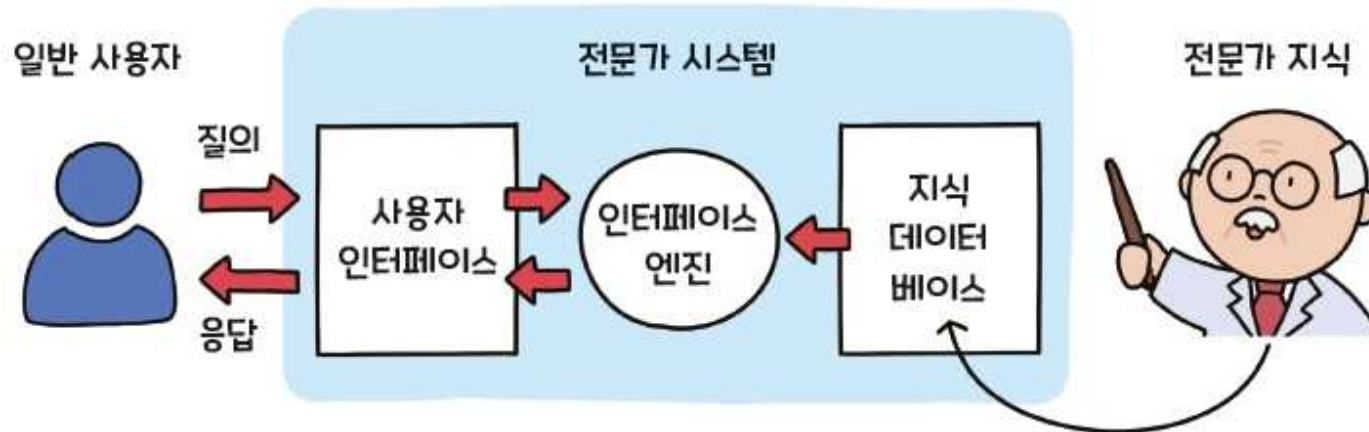 일반 사용자
전문가 시스템
전문가 지식
질의
응답
사용자
인터페이스
인터페이스
엔진
지식
데이터
베이스